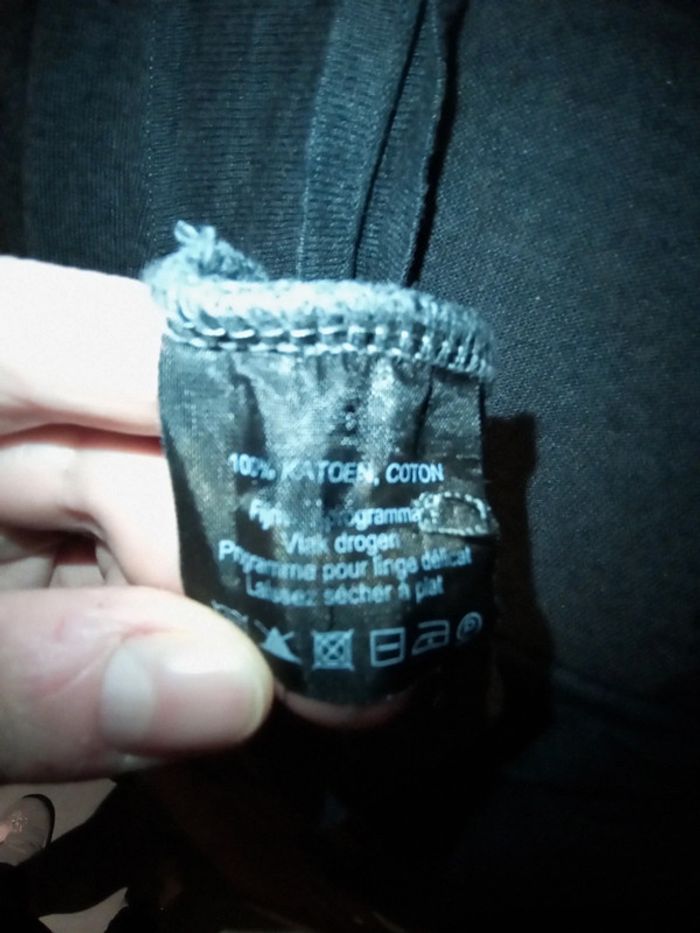 100% KATOEN, COTON
programma
Vlak drogen
Programme pour linge délicat
Laissez sécher à plat